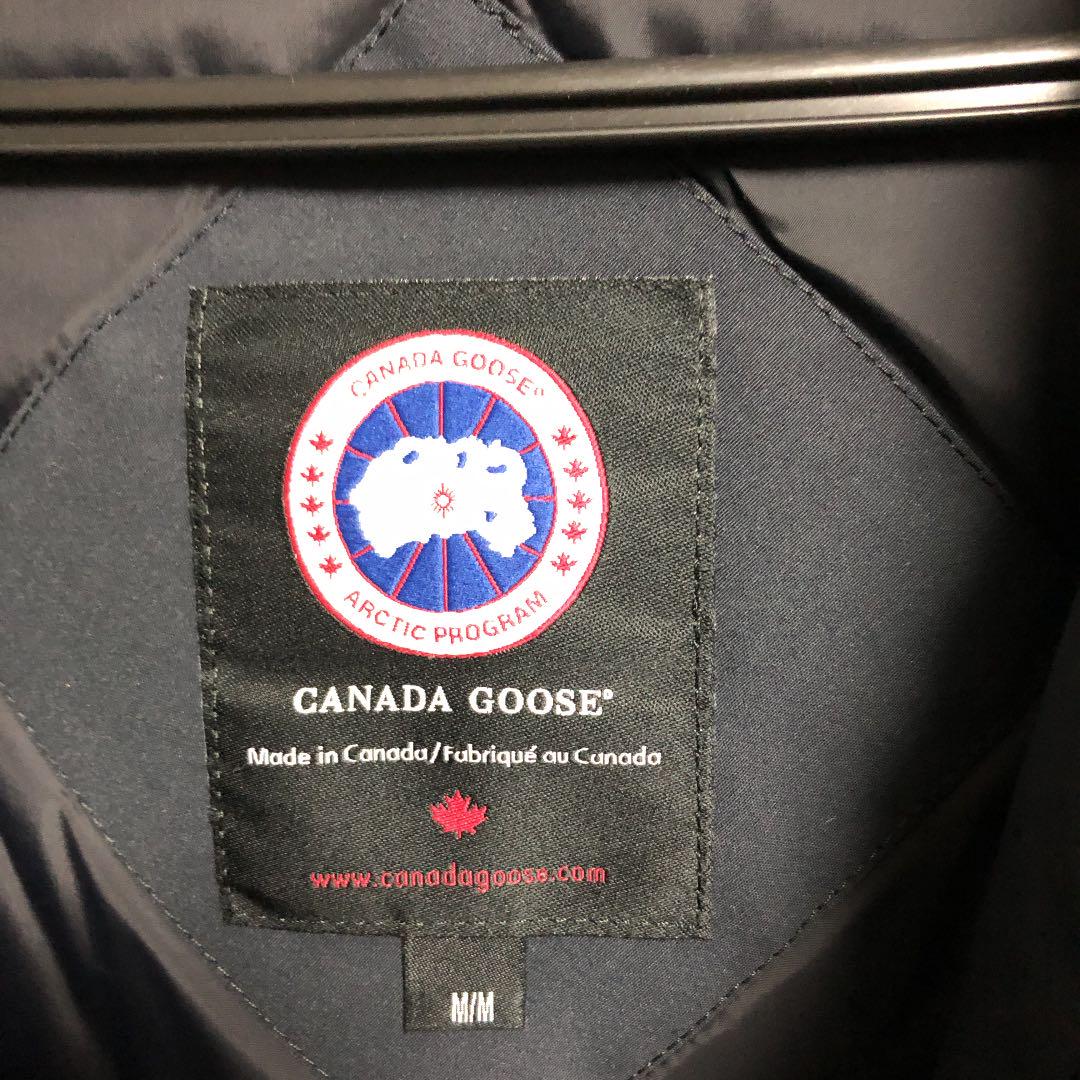 CANADA GOOSE®
ARCTIC PROGRAM
CANADA GOOSE®
Made in Canada/Fabriqué au Canada
www.canadagoose.com
M/M